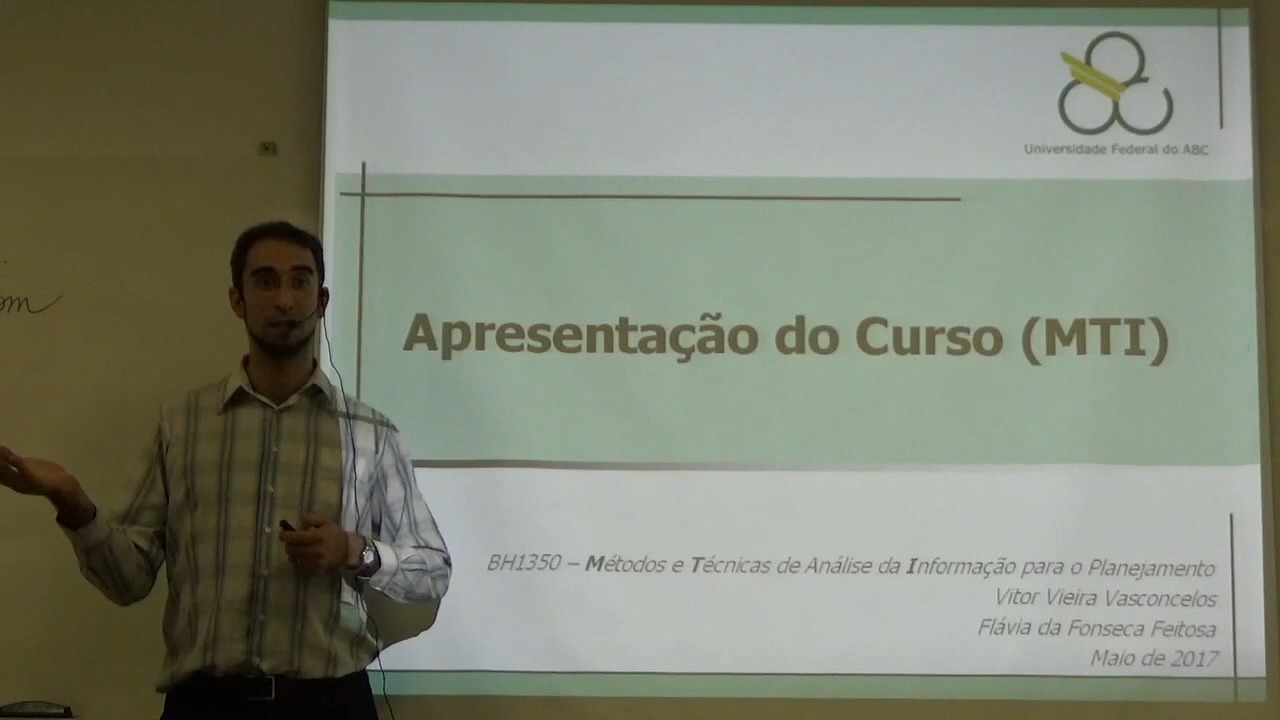 Universidade Federal do ABC
Apresentação do Curso (MTI)
BH1350 – Métodos e Técnicas de Análise da Informação para o Planejamento
Vitor Vieira Vasconcelos
Flávia da Fonseca Feitosa
Maio de 2017